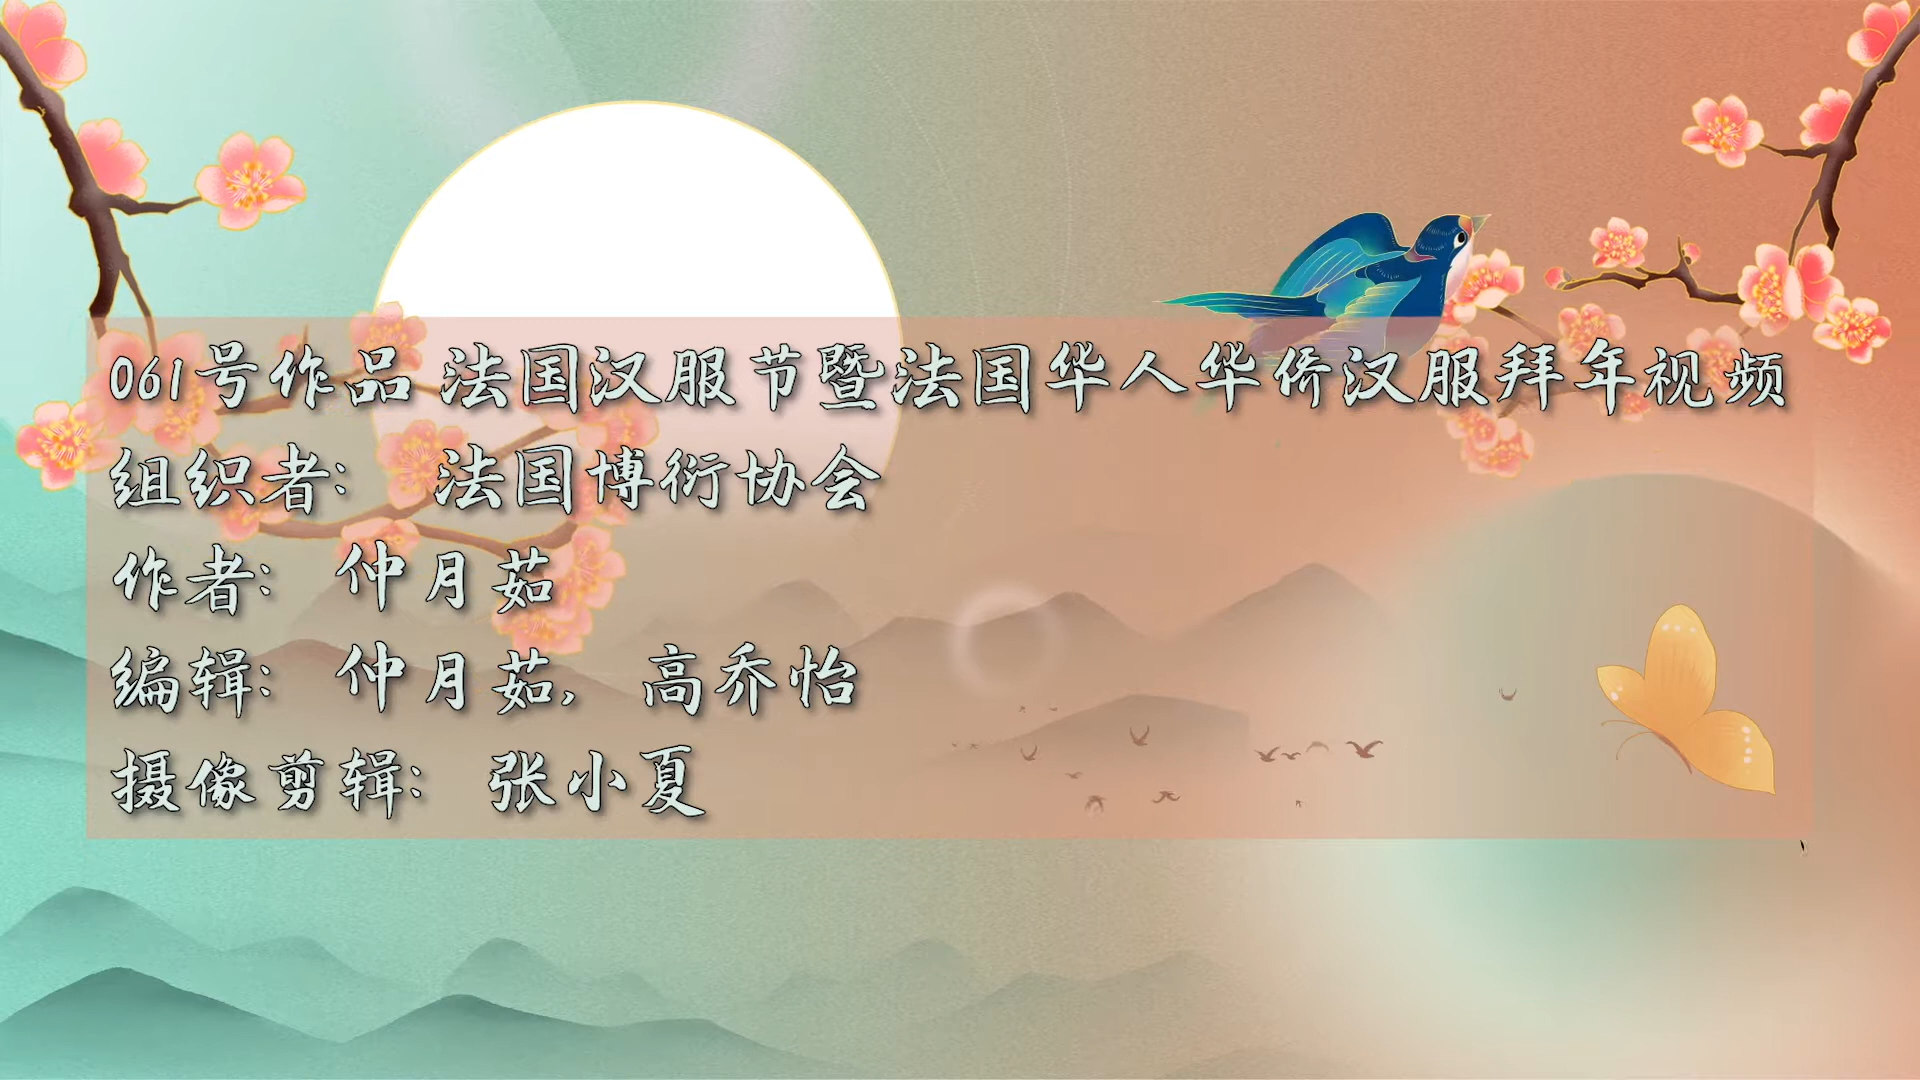 061号作品 法国汉服节暨法国华人华侨汉服拜年视频
组织者: 法国博衍协会
作者: 仲月茹
编辑: 仲月茹, 高乔怡
摄像剪辑: 张小夏